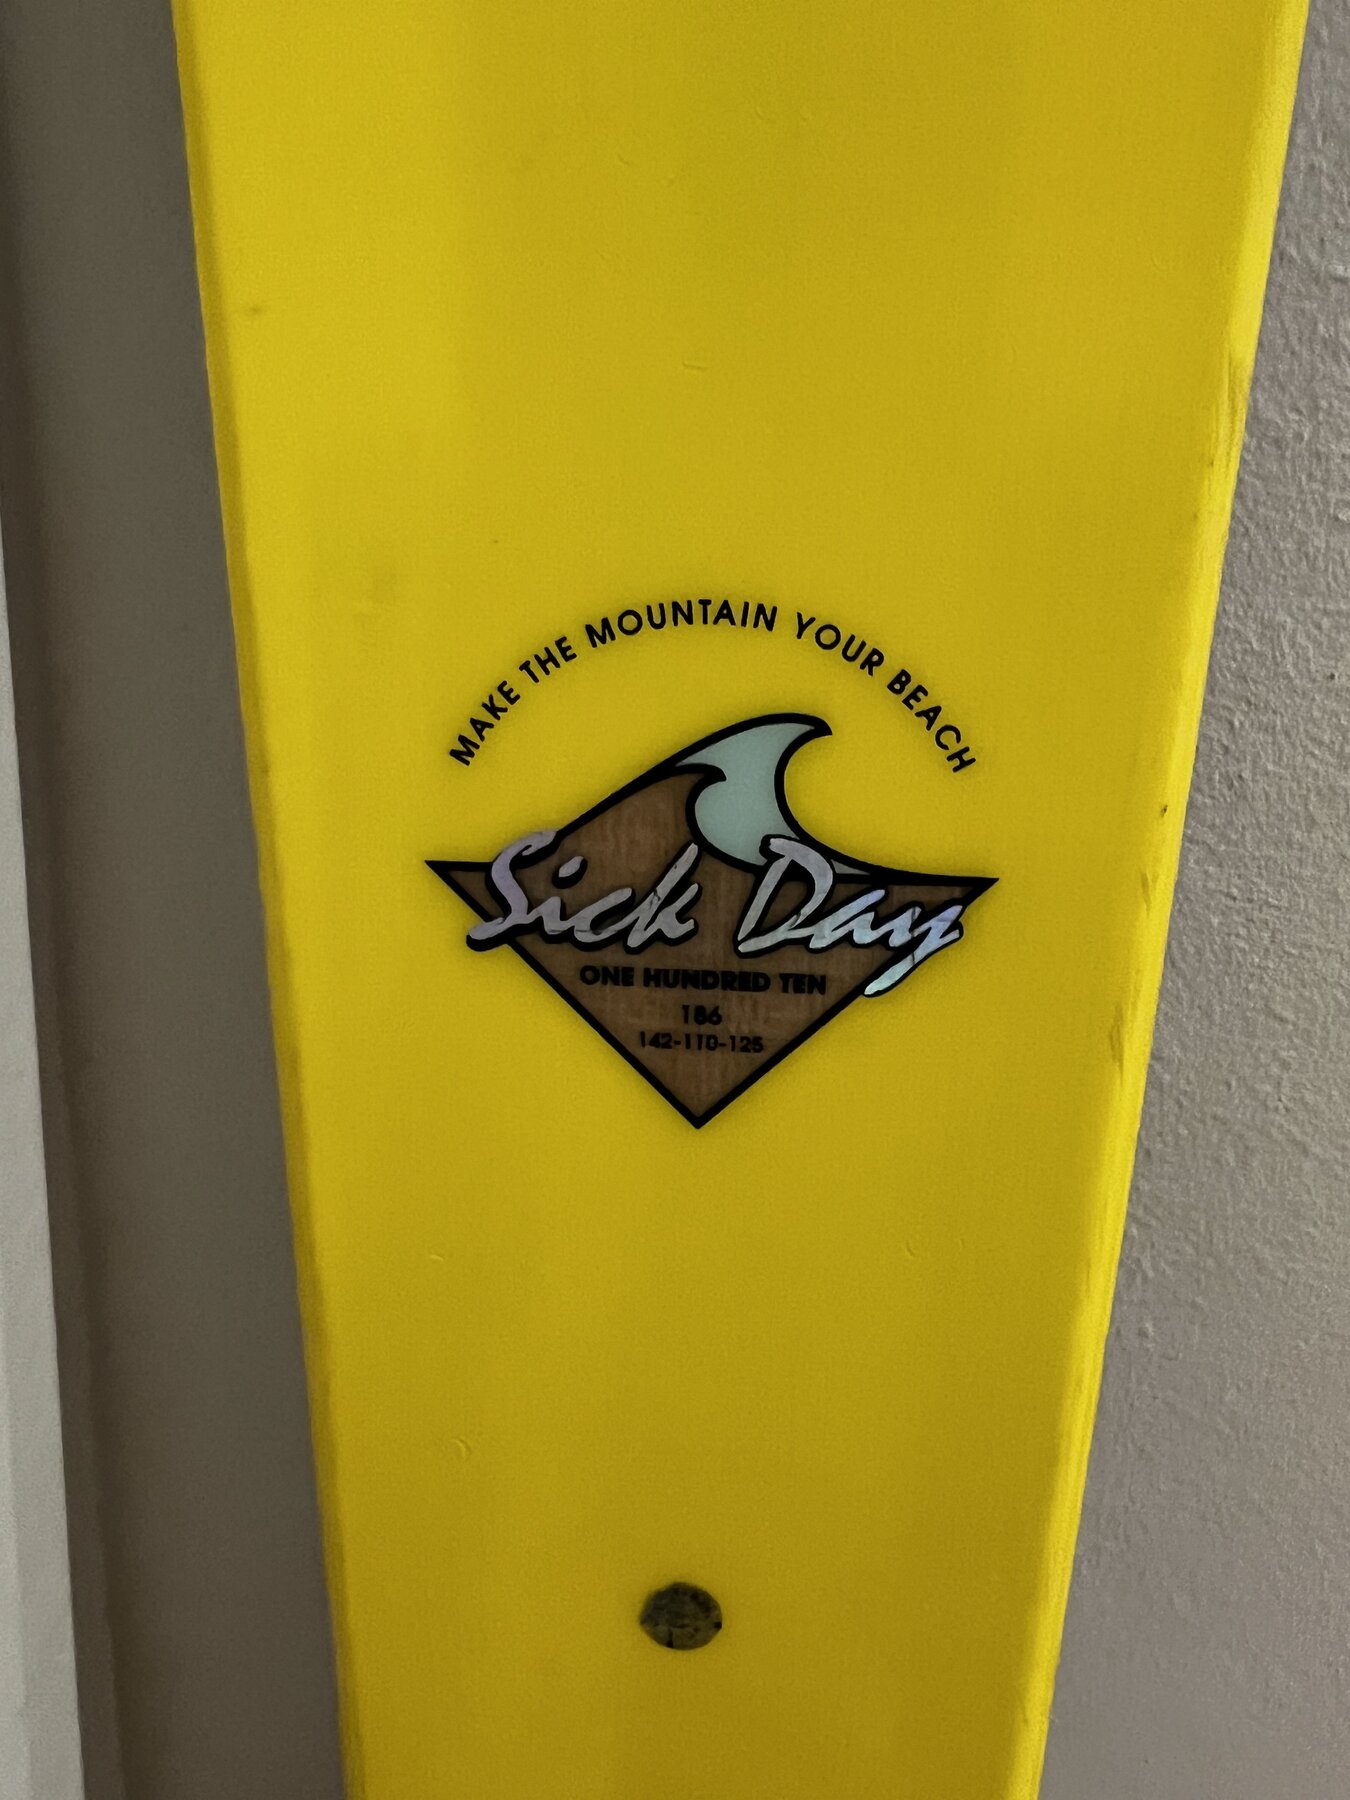 MAKE THE MOUNTAIN YOUR BEACH
Sick Day
ONE HUNDRED TEN
186
142-110-125